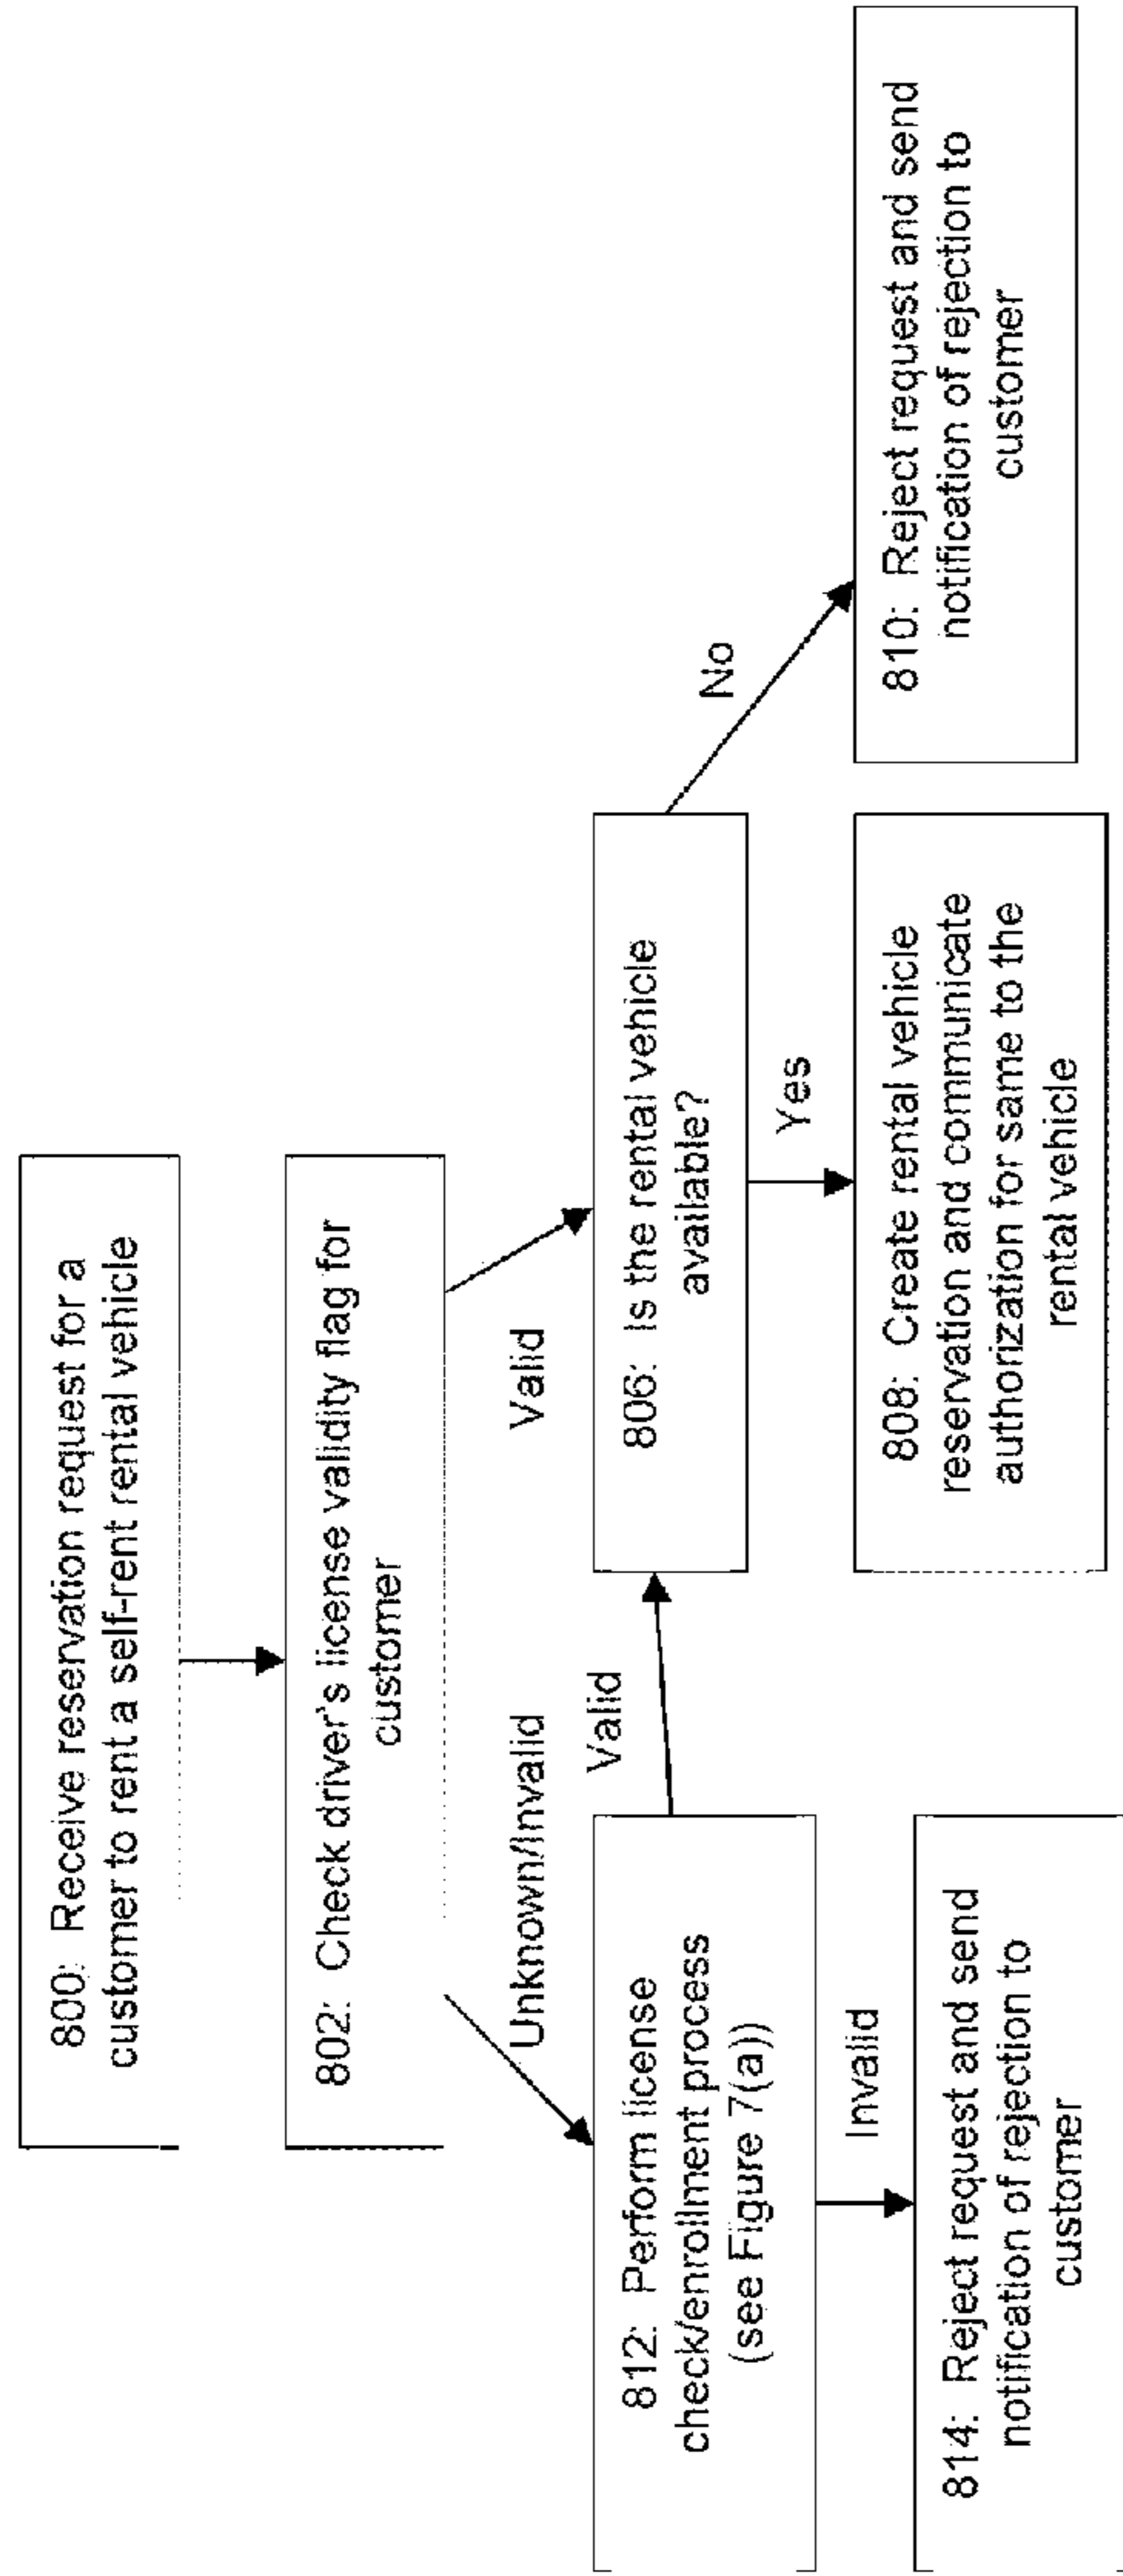 800: Receive reservation request for a
customer to rent a self-rent rental vehicle
802: Check driver's license validity flag for
customer
Unknown/Invalid
Valid
812: Perform license
check/enrollment process
(see Figure 7(a))
Valid
806: Is the rental vehicle
available?
No
Invalid
Yes
814: Reject request and send
notification of rejection to
customer
808: Create rental vehicle
reservation and communicate
authorization for same to the
rental vehicle
810: Reject request and send
notification of rejection to
customer